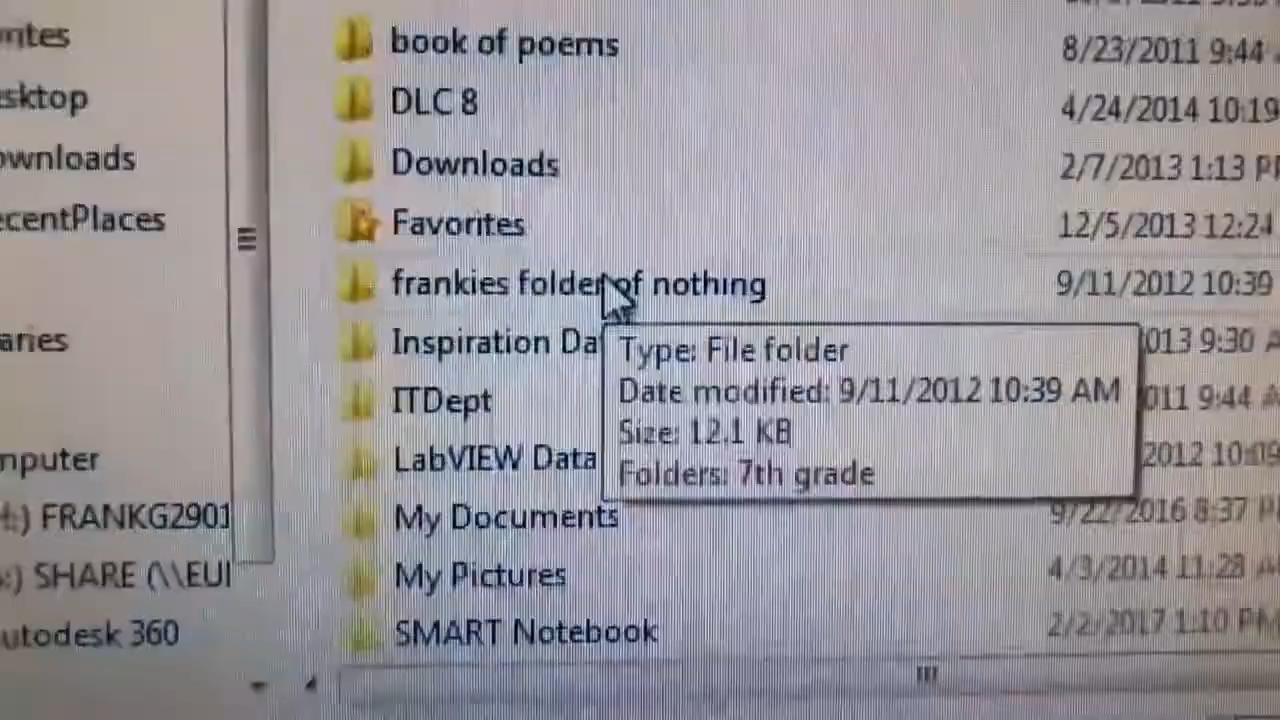 book of poems 8/23/2011 9:44
DLC 8 4/24/2014 10:19
Downloads 2/7/2013 1:13
Favorites 12/5/2013 12:24
frankies folder of nothing 9/11/2012 10:39
Inspiration Da 013 9:30
ITDept 011 9:44
LabVIEW Data 2012 10:09
My Documents 9/22/2016 8:37
My Pictures 4/3/2014 11:28
SMART Notebook 2/2/2017 1:10 PM
Type: File folder
Date modified: 9/11/2012 10:39 AM
Size: 12.1 KB
Folders: 7th grade
esktop
ownloads
ecentPlaces
aries
mputer
:) FRANKG2901
:) SHARE (\\EUI
utodesk 360